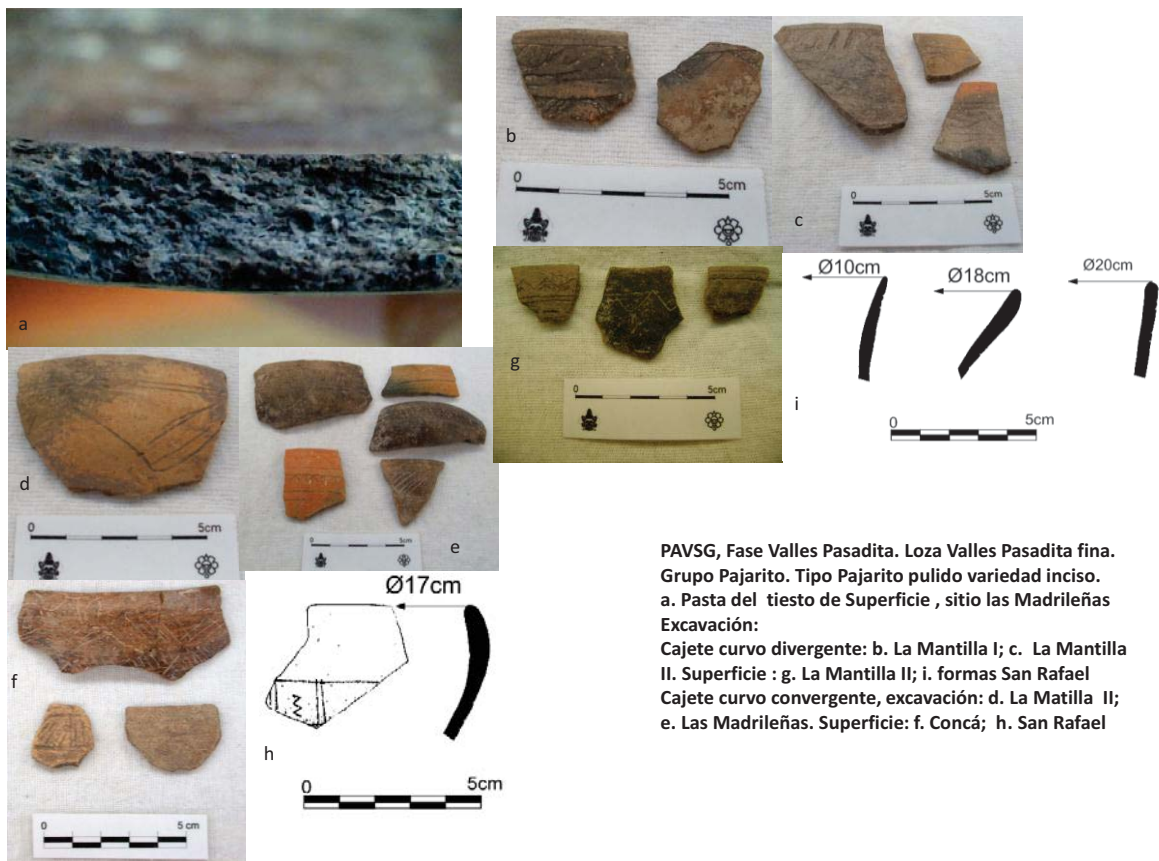 a
b
0 5cm
c
0 5cm
g
0 5cm
Ø10cm
Ø18cm
Ø20cm
i
0 5cm
d
0 5cm
e
0 5cm
f
0 5 cm
Ø17cm
h
0 5cm
PAVSG, Fase Valles Pasadita. Loza Valles Pasadita fina.
Grupo Pajarito. Tipo Pajarito pulido variedad inciso.
a. Pasta del tiesto de Superficie , sitio las Madrileñas
Excavación:
Cajete curvo divergente: b. La Mantilla I; c. La Mantilla
II. Superficie : g. La Mantilla II; i. formas San Rafael
Cajete curvo convergente, excavación: d. La Matilla II;
e. Las Madrileñas. Superficie: f. Concá; h. San Rafael